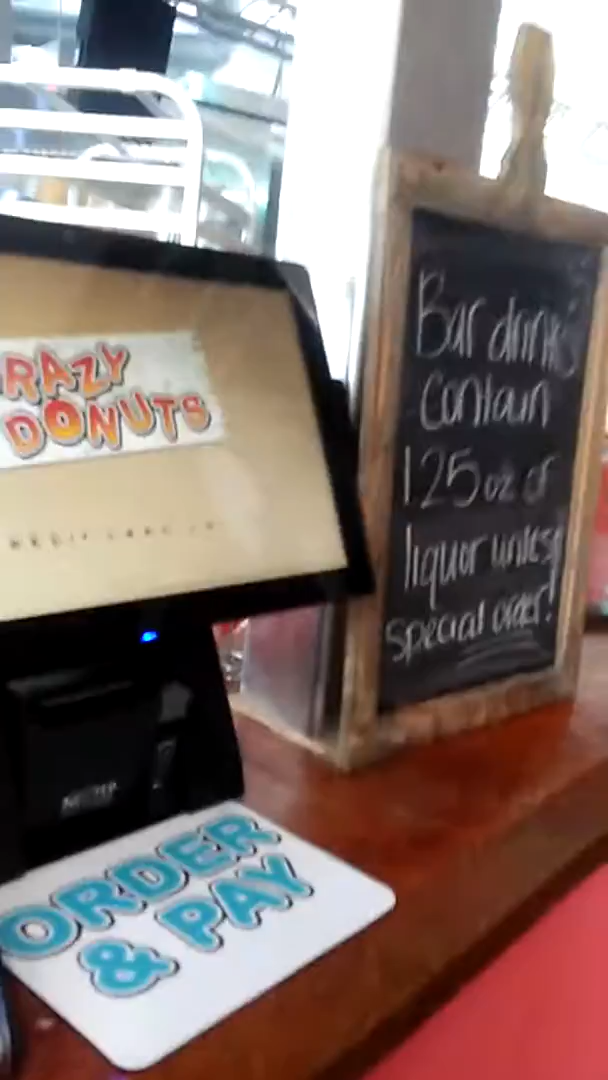 RAZY
DONUTS
Bar drinks
contain
1.25 oz of
liquor unless
special order!
ORDER
& PAY